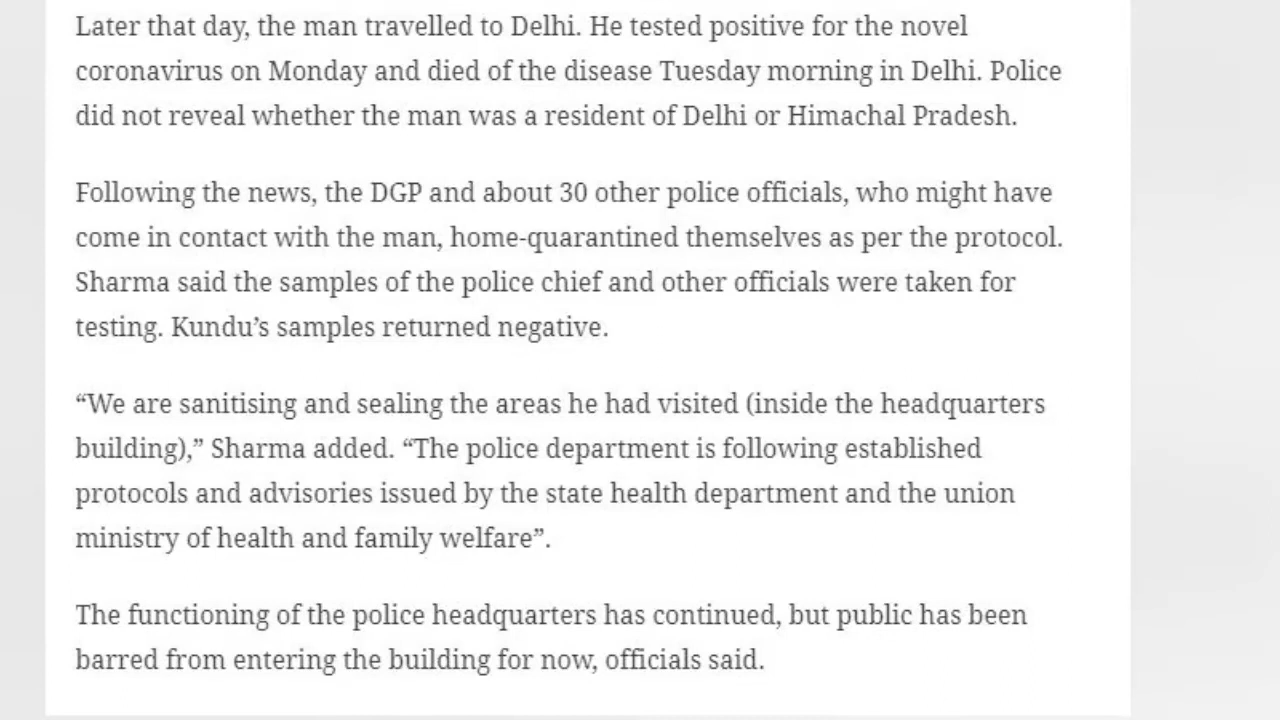 Later that day, the man travelled to Delhi. He tested positive for the novel
coronavirus on Monday and died of the disease Tuesday morning in Delhi. Police
did not reveal whether the man was a resident of Delhi or Himachal Pradesh.
Following the news, the DGP and about 30 other police officials, who might have
come in contact with the man, home-quarantined themselves as per the protocol.
Sharma said the samples of the police chief and other officials were taken for
testing. Kundu’s samples returned negative.
“We are sanitising and sealing the areas he had visited (inside the headquarters
building),” Sharma added. “The police department is following established
protocols and advisories issued by the state health department and the union
ministry of health and family welfare”.
The functioning of the police headquarters has continued, but public has been
barred from entering the building for now, officials said.